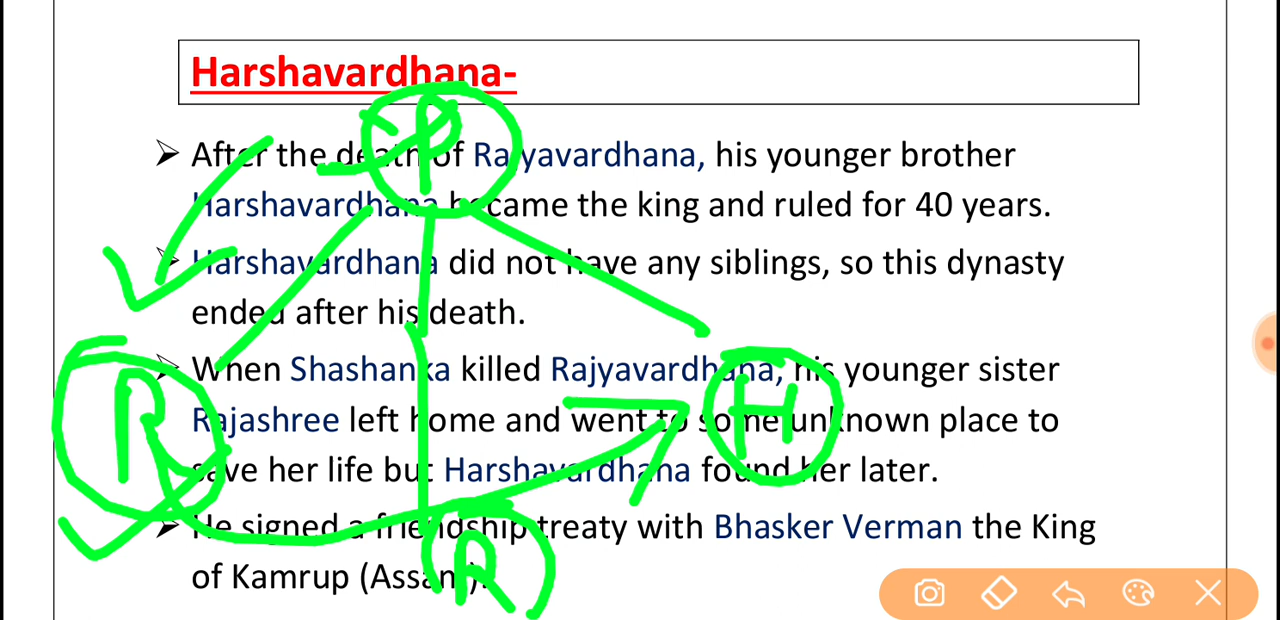 Harshavardhana-
P
➢ After the death of Rajyavardhana, his younger brother
Harshavardhana became the king and ruled for 40 years.
➢ Harshavardhana did not have any siblings, so this dynasty
ended after his death.
➢ When Shashanka killed Rajyavardhana, his younger sister
R
H
Rajashree left home and went to some unknown place to
save her life but Harshavardhana found her later.
➢ He signed a friendship treaty with Bhasker Verman the King
of Kamrup (Assam).
R